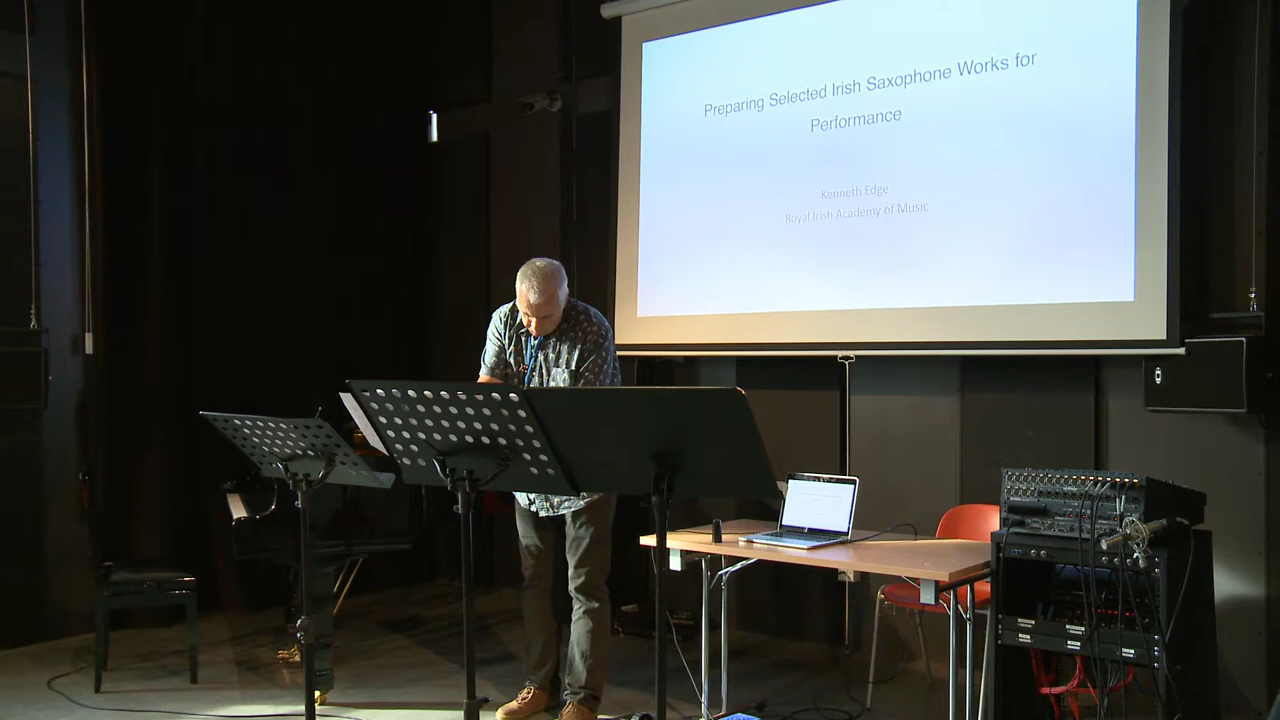 Preparing Selected Irish Saxophone Works for
Performance
Kenneth Edge
Royal Irish Academy of Music